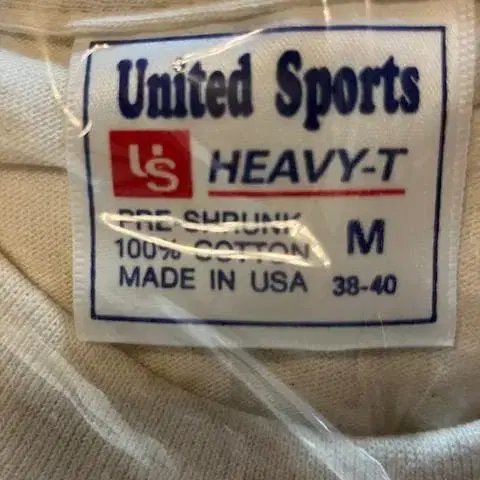 United Sports
US HEAVY-T
PRE-SHRUNK
100% COTTON M
MADE IN USA 38-40